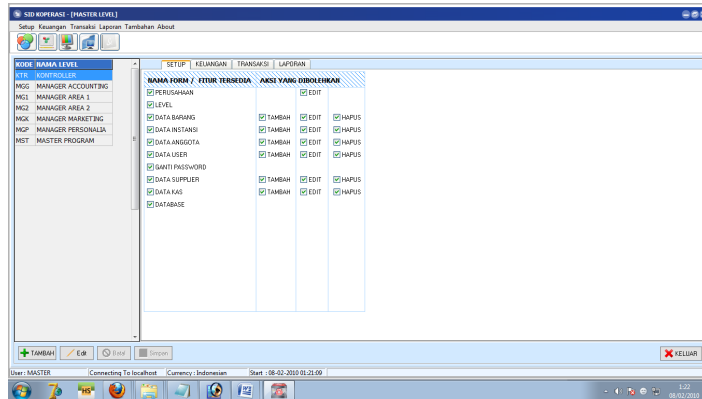 SID KOPERASI - [MASTER LEVEL]
Setup Keuangan Transaksi Laporan Tambahan About
KODE NAMA LEVEL
KTR KONTROLLER
MGG MANAGER ACCOUNTING
MG1 MANAGER AREA 1
MG2 MANAGER AREA 2
MGK MANAGER MARKETING
MGP MANAGER PERSONALIA
MST MASTER PROGRAM
SETUP KEUANGAN TRANSAKSI LAPORAN
NAMA FORM / FITUR TERSEDIA AKSI YANG DIBOLEHKAN
PERUSAHAAN EDIT
LEVEL
DATA BARANG TAMBAH EDIT HAPUS
DATA INSTANSI TAMBAH EDIT HAPUS
DATA ANGGOTA TAMBAH EDIT HAPUS
DATA USER TAMBAH EDIT HAPUS
GANTI PASSWORD
DATA SUPPLIER TAMBAH EDIT HAPUS
DATA KAS TAMBAH EDIT HAPUS
DATABASE
TAMBAH Edit Batal Simpan KELUAR
User : MASTER Connecting To localhost Currency : Indonesian Start : 08-02-2010 01:21:09
1:22
08/02/2010